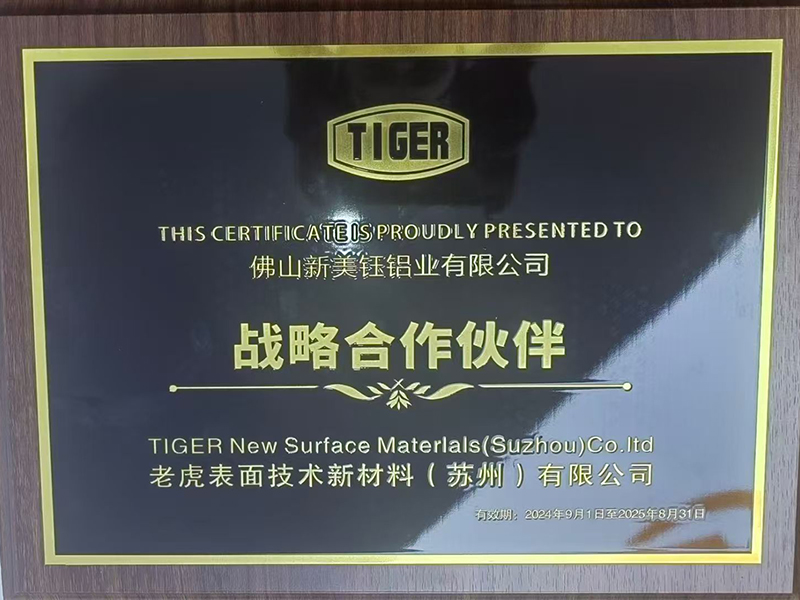 TIGER
THIS CERTIFICATE IS PROUDLY PRESENTED TO
佛山新美钰铝业有限公司
战略合作伙伴
TIGER New Surface MaterIals(Suzhou)Co.ltd
老虎表面技术新材料（苏州）有限公司
有效期：2024年9月1日至2025年8月31日